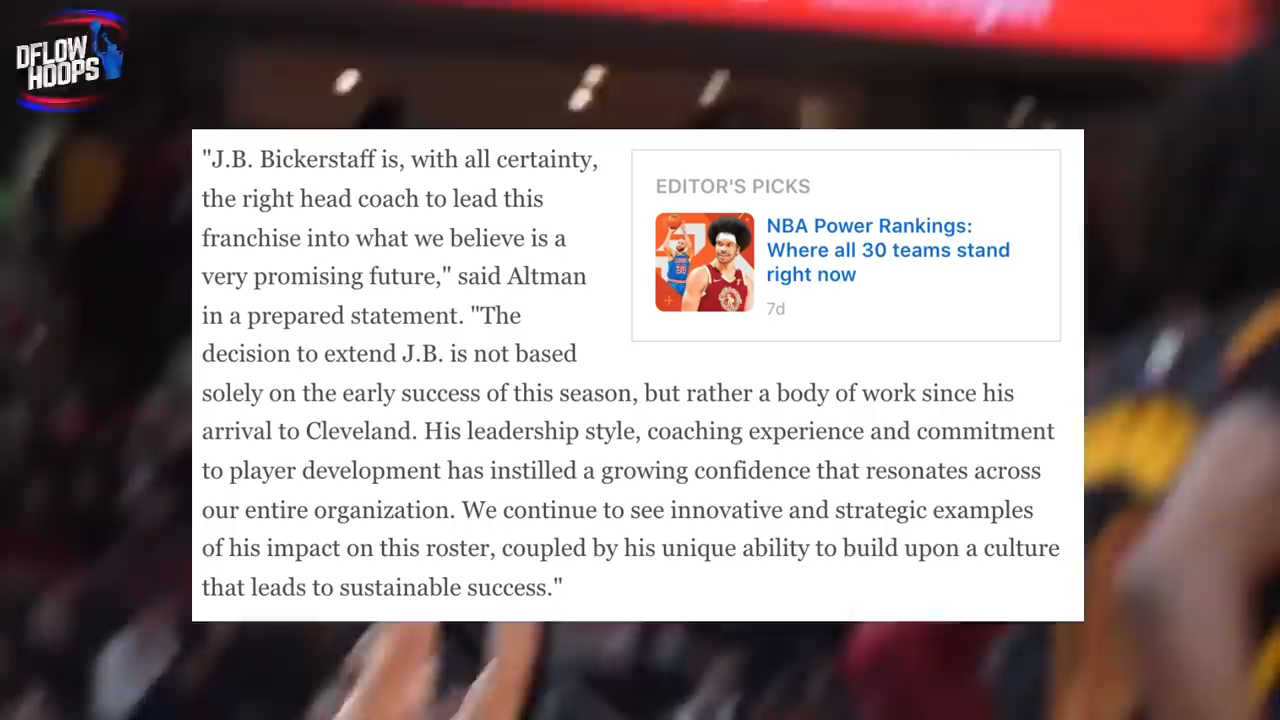 DFLOW
HOOPS
"J.B. Bickerstaff is, with all certainty,
the right head coach to lead this
franchise into what we believe is a
very promising future," said Altman
in a prepared statement. "The
decision to extend J.B. is not based
solely on the early success of this season, but rather a body of work since his
arrival to Cleveland. His leadership style, coaching experience and commitment
to player development has instilled a growing confidence that resonates across
our entire organization. We continue to see innovative and strategic examples
of his impact on this roster, coupled by his unique ability to build upon a culture
that leads to sustainable success."
EDITOR'S PICKS
NBA Power Rankings:
Where all 30 teams stand
right now
7d
30